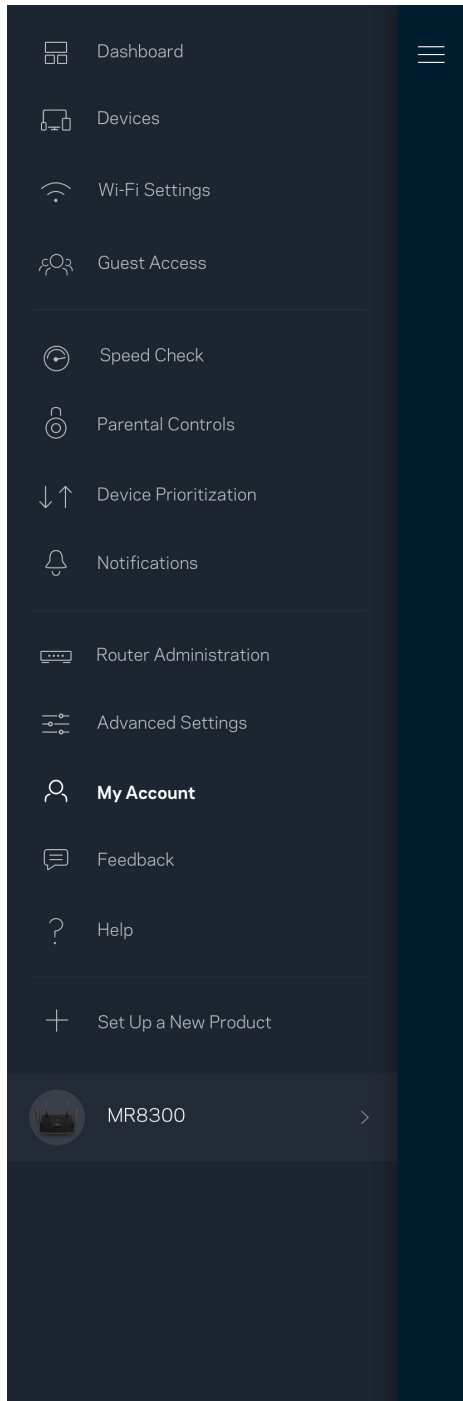 Dashboard
Devices
Wi-Fi Settings
Guest Access
Speed Check
Parental Controls
Device Prioritization
Notifications
Router Administration
Advanced Settings
My Account
Feedback
Help
Set Up a New Product
MR8300